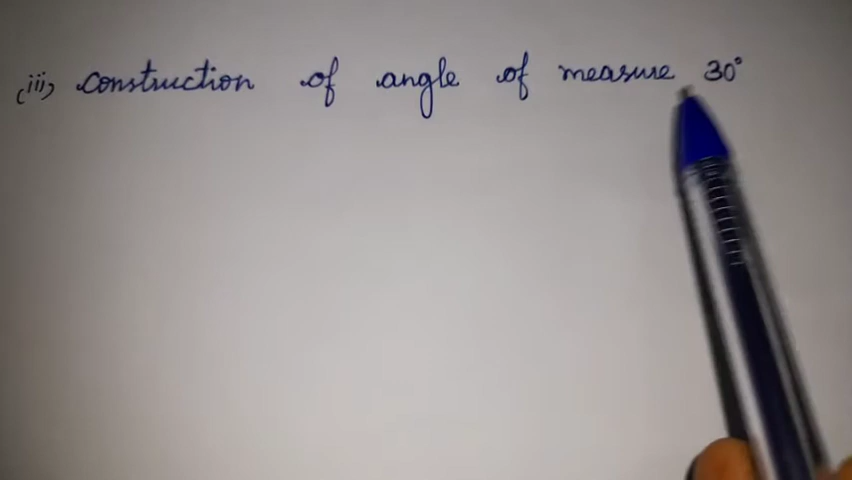 (iii) construction of angle of measure 30°